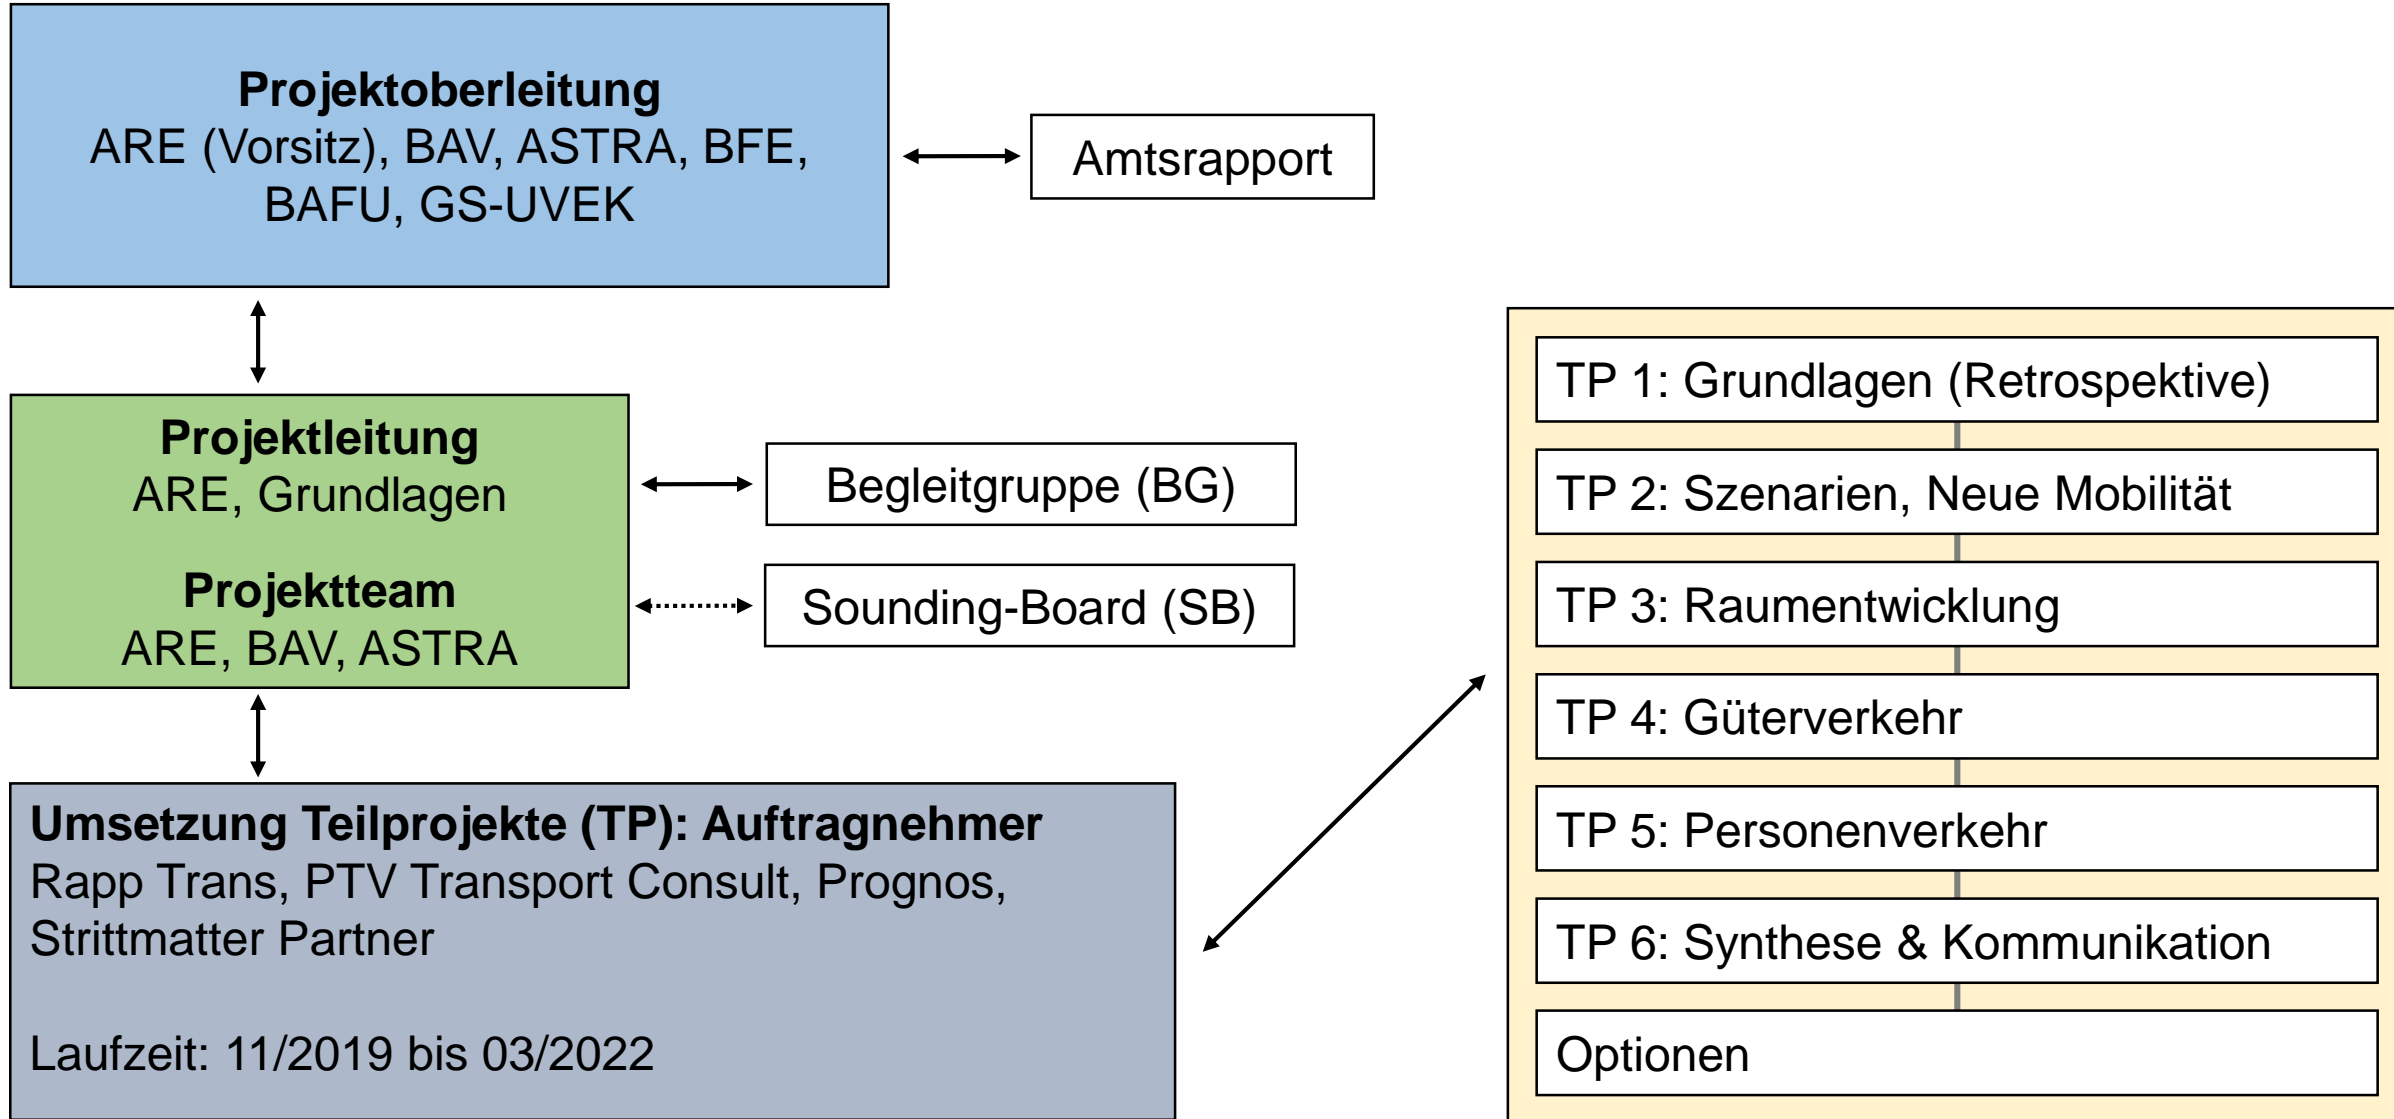 Projektoberleitung
ARE (Vorsitz), BAV, ASTRA, BFE,
BAFU, GS-UVEK
Amtsrapport
Projektleitung
ARE, Grundlagen
Projektteam
ARE, BAV, ASTRA
Begleitgruppe (BG)
Sounding-Board (SB)
Umsetzung Teilprojekte (TP): Auftragnehmer
Rapp Trans, PTV Transport Consult, Prognos,
Strittmatter Partner
Laufzeit: 11/2019 bis 03/2022
TP 1: Grundlagen (Retrospektive)
TP 2: Szenarien, Neue Mobilität
TP 3: Raumentwicklung
TP 4: Güterverkehr
TP 5: Personenverkehr
TP 6: Synthese & Kommunikation
Optionen